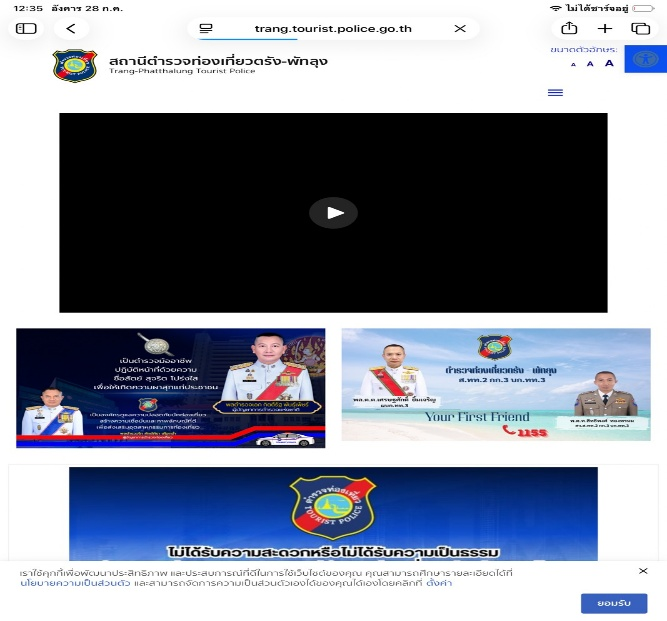 12:35 อังคาร 28 ก.ค.
ไม่ได้ชาร์จอยู่
trang.tourist.police.go.th
สถานีตำรวจท่องเที่ยวตรัง-พัทลุง
Trang-Phatthalung Tourist Police
ขนาดตัวอักษร:
A A A
เป็นตำรวจมืออาชีพ
ปฏิบัติหน้าที่ด้วยความ
ซื่อสัตย์ สุจริต โปร่งใส
เพื่อให้เกิดความผาสุกแก่ประชาชน
ผู้บัญชาการตำรวจแห่งชาติ
ตำรวจท่องเที่ยวตรัง - พัทลุง
ส.ทท.2 กก.3 บก.ทท.3
Your First Friend
1155
ตำรวจท่องเที่ยว
TOURIST POLICE
ไม่ได้รับความสะดวกหรือไม่ได้รับความเป็นธรรม
เราใช้คุกกี้เพื่อพัฒนาประสิทธิภาพ และประสบการณ์ที่ดีในการใช้เว็บไซต์ของคุณ คุณสามารถศึกษารายละเอียดได้ที่
นโยบายความเป็นส่วนตัว และสามารถจัดการความเป็นส่วนตัวเองได้ของคุณได้เองโดยคลิกที่ ตั้งค่า
ยอมรับ